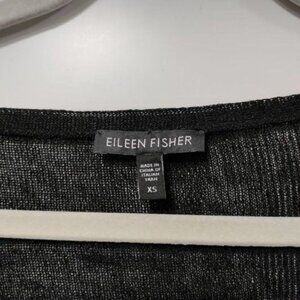 EILEEN FISHER
MADE IN
CHINA OF
ITALIAN
YARN
XS